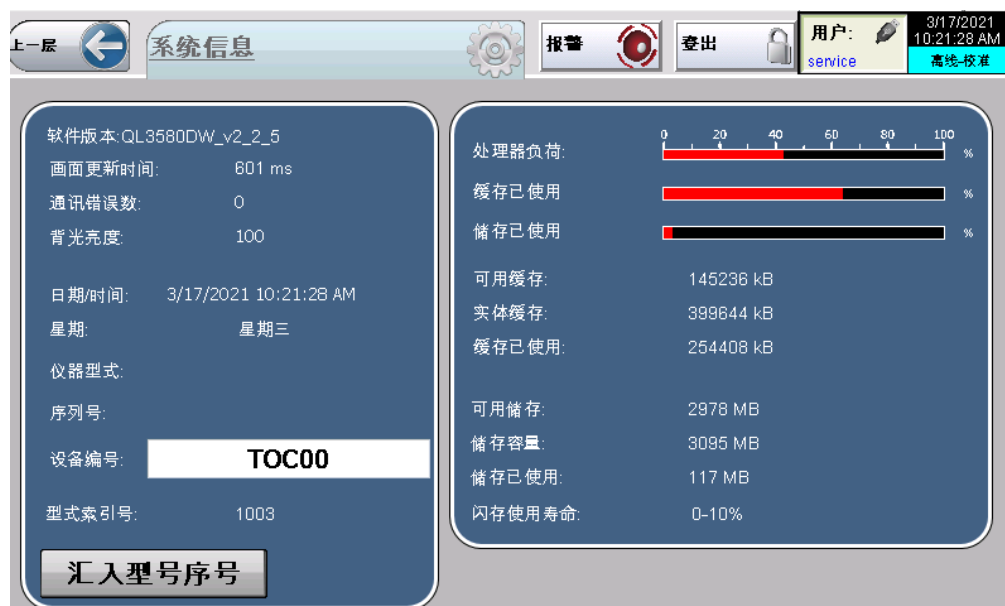 上一层
系统信息
报警
登出
用户:
service
3/17/2021
10:21:28 AM
离线-校准
软件版本:QL3580DW_v2_2_5
画面更新时间: 601 ms
通讯错误数: 0
背光亮度: 100
日期/时间: 3/17/2021 10:21:28 AM
星期: 星期三
仪器型式:
序列号:
设备编号: TOC00
型式索引号: 1003
汇入型号序号
0 20 40 60 80 100
处理器负荷: %
缓存已使用 %
储存已使用 %
可用缓存: 145236 kB
实体缓存: 399644 kB
缓存已使用: 254408 kB
可用储存: 2978 MB
储存容量: 3095 MB
储存已使用: 117 MB
闪存使用寿命: 0-10%